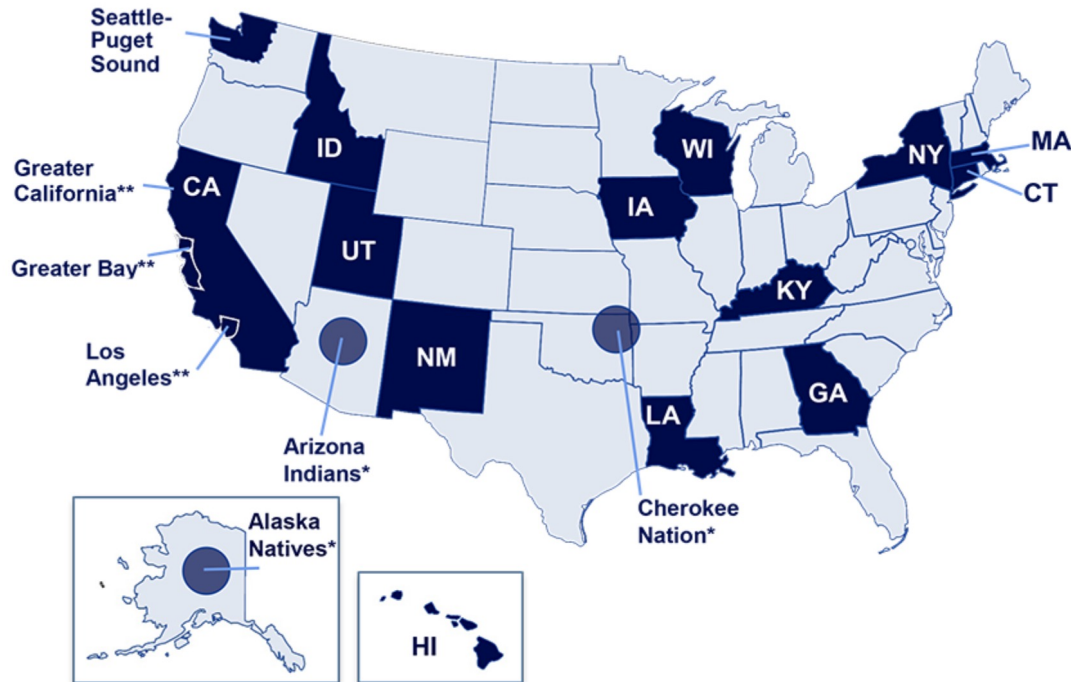 Seattle-
Puget
Sound
ID
WI
NY
MA
Greater
California**
CA
CT
IA
UT
Greater Bay**
KY
Los
Angeles**
NM
GA
LA
Arizona
Indians*
Cherokee
Nation*
Alaska
Natives*
HI